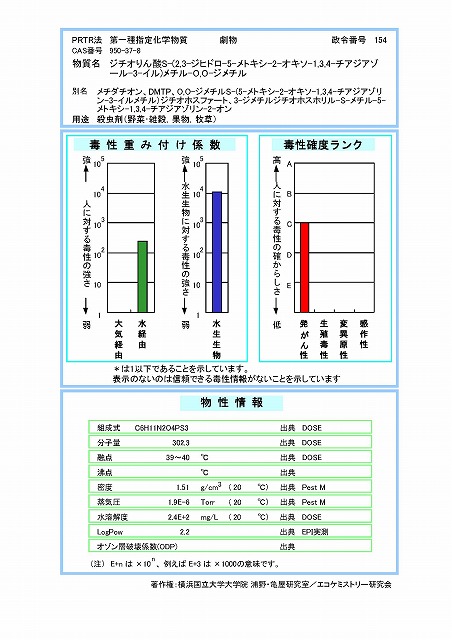 PRTR法 第一種指定化学物質 劇物 政令番号 154
CAS番号 950-37-8
物質名 ジチオりん酸S-(2,3-ジヒドロ-5-メトキシ-2-オキソ-1,3,4-チアジアゾ
ール-3-イル)メチル-O,O-ジメチル
別名 メチダチオン、DMTP、O,O-ジメチルS-(5-メトキシ-2-オキソ-1,3,4-チアジアゾリ
ン-3-イルメチル)ジチオホスファート、3-ジメチルジチオホスホリル-S-メチル-5-
メトキシ-1,3,4-チアジアゾリン-2-オン
用途 殺虫剤(野菜・雑穀,果物,牧草)
毒性重み付け係数
強 10^5 強 10^5
10^4 10^4
10^3 10^3
10^2 10^2
10^1 10
弱 1 弱 1
人に対する毒性の強さ
水生生物に対する毒性の強さ
大気経由
水経由
水生生物
毒性確度ランク
高 A
B
C
D
E
低
人に対する毒性の確からしさ
発がん性
生殖毒性
変異原性
感作性
*は1以下であることを示しています。
表示のないのは信頼できる毒性情報がないことを示しています
物性情報
組成式 C6H11N2O4PS3 出典 DOSE
分子量 302.3 出典 DOSE
融点 39～40 ℃ 出典 DOSE
沸点 ℃ 出典
密度 1.51 g/cm3 (20 ℃) 出典 Pest M
蒸気圧 1.9E-6 Torr (20 ℃) 出典 Pest M
水溶解度 2.4E+2 mg/L (20 ℃) 出典 DOSE
LogPow 2.2 出典 EPI実測
オゾン層破壊係数(ODP) 出典
(注) E+n は ×10^n、例えば E+3 は ×1000の意味です。
著作権:横浜国立大学大学院 浦野・亀屋研究室/エコケミストリー研究会